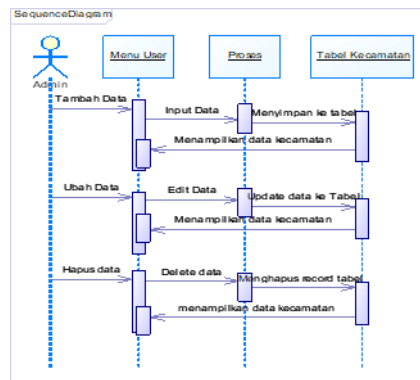 SequenceDiagram
Menu User
Proses
Tabel Kecamatan
Admin
Tambah Data
Input Data
Menyimpan ke tabel
Menampilkan data kecamatan
Ubah Data
Edit Data
Update data ke Tabel
Menampilkan data kecamatan
Hapus data
Delete data
Menghapus record tabel
menampilkan data kecamatan